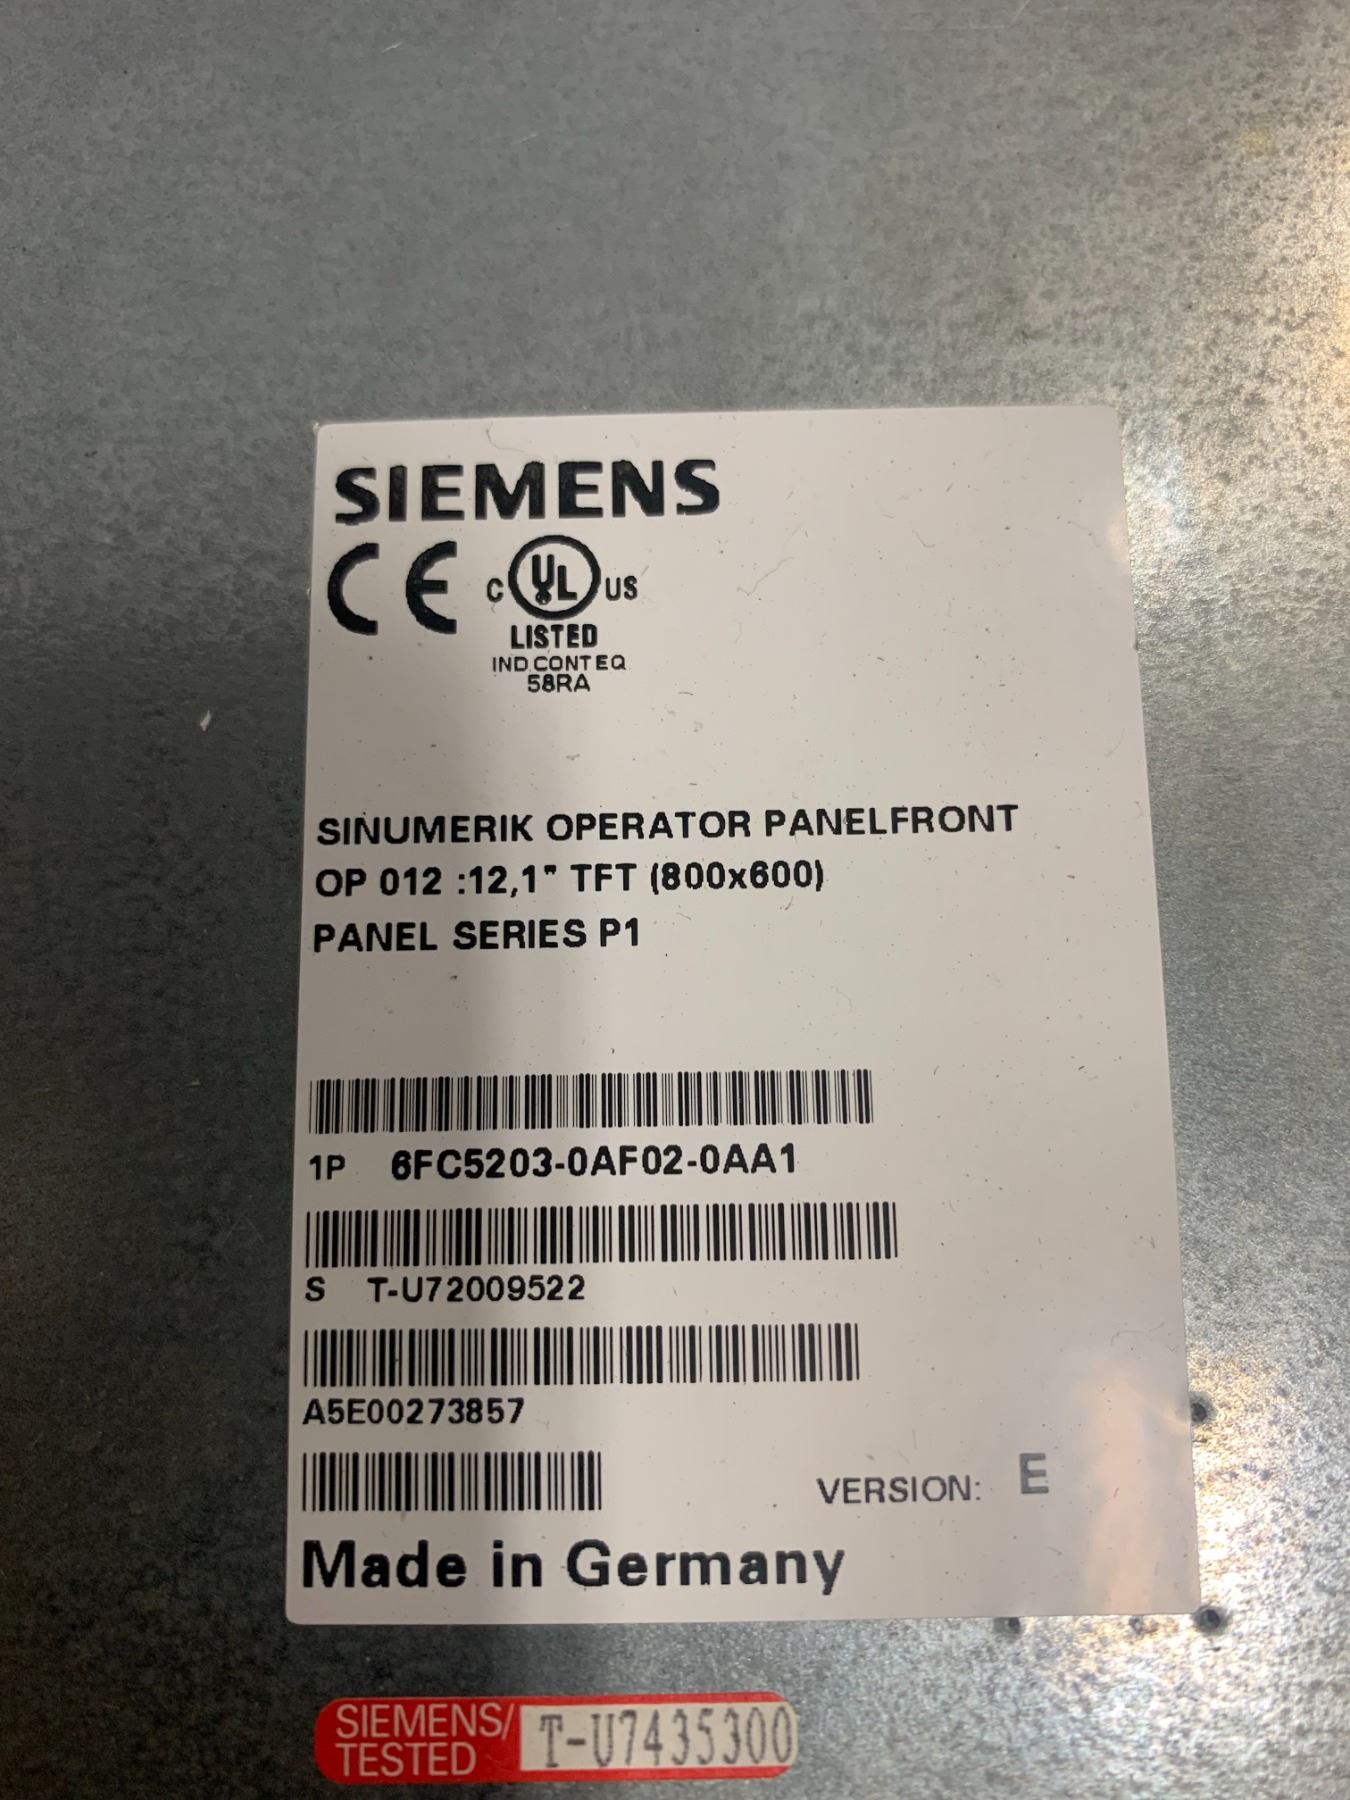 SIEMENS
CE C UL US
LISTED
IND.CONT.EQ
58RA
SINUMERIK OPERATOR PANELFRONT
OP 012 :12,1" TFT (800x600)
PANEL SERIES P1
1P 6FC5203-0AF02-0AA1
S T-U72009522
A5E00273857
VERSION: E
Made in Germany
SIEMENS/
TESTED T-U7435300